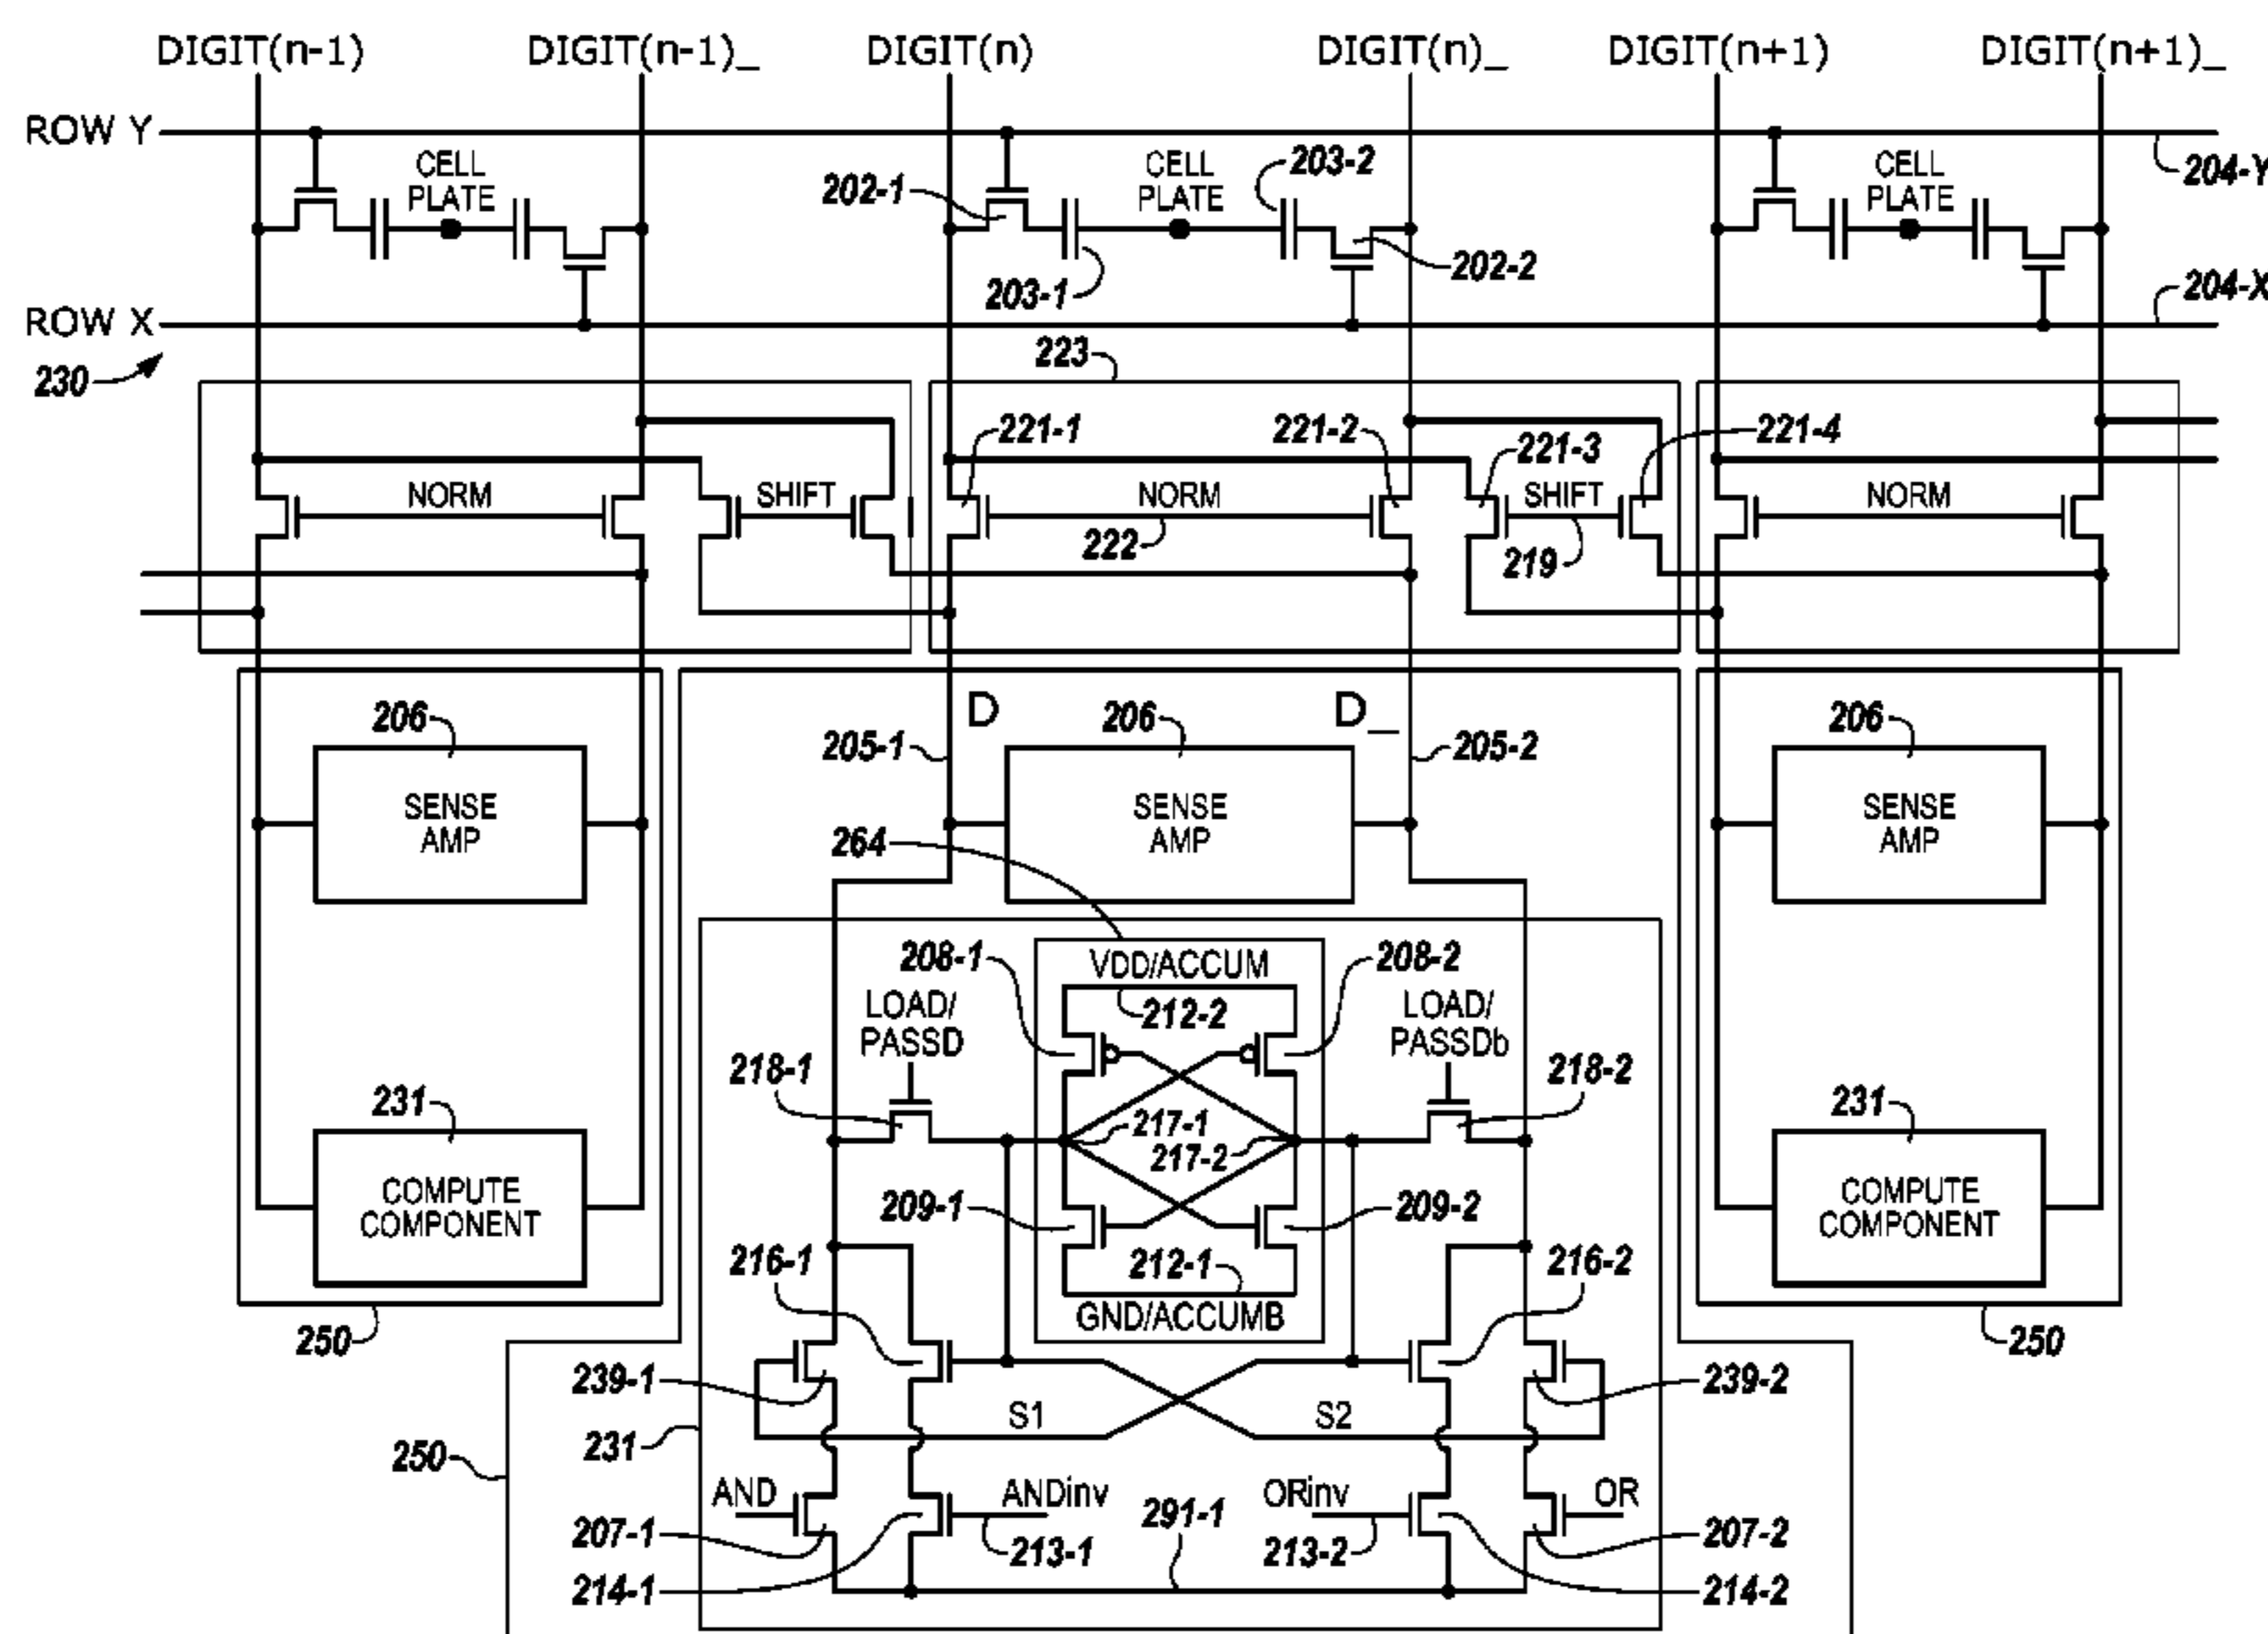 DIGIT(n-1) DIGIT(n-1)_ DIGIT(n) DIGIT(n)_ DIGIT(n+1) DIGIT(n+1)_
ROW Y
CELL PLATE
202-1
CELL PLATE
203-2
CELL PLATE
204-Y
203-1
202-2
204-X
ROW X
230
223
221-1
221-2
221-3
221-4
NORM
SHIFT
NORM
SHIFT
NORM
222
219
D
D_
206
205-1
206
205-2
206
SENSE AMP
SENSE AMP
SENSE AMP
264
208-1
VDD/ACCUM
208-2
LOAD/ PASSD
212-2
LOAD/ PASSDb
218-1
218-2
231
217-1
217-2
231
COMPUTE COMPONENT
209-1
209-2
COMPUTE COMPONENT
216-1
212-1
216-2
GND/ACCUMB
250
250
239-1
239-2
S1
S2
231
250
AND
ANDinv
ORinv
OR
291-1
207-1
213-1
213-2
207-2
214-1
214-2